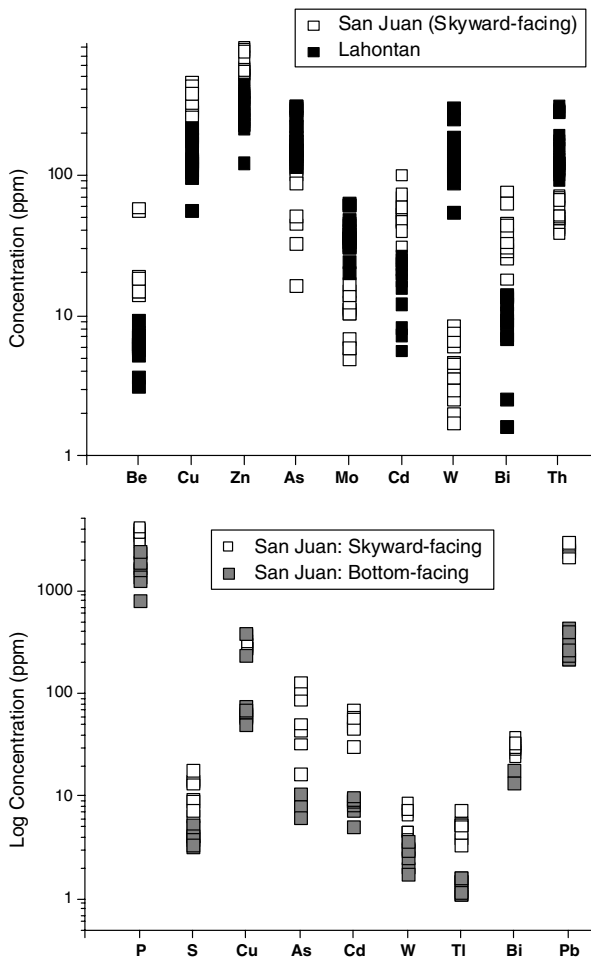 San Juan (Skyward-facing)
Lahontan
Concentration (ppm)
100
10
1
Be Cu Zn As Mo Cd W Bi Th
San Juan: Skyward-facing
San Juan: Bottom-facing
Log Concentration (ppm)
1000
100
10
1
P S Cu As Cd W Tl Bi Pb